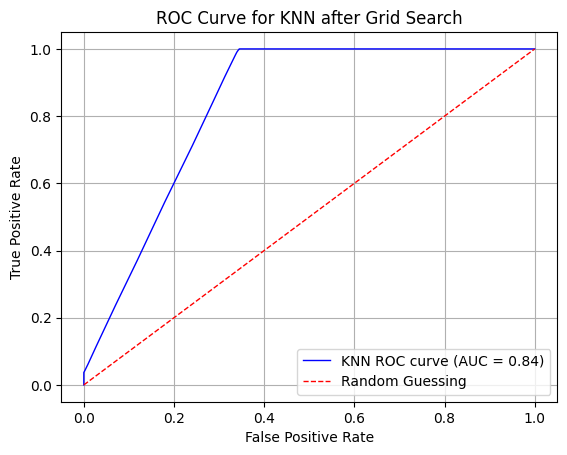 ROC Curve for KNN after Grid Search
True Positive Rate
1.0
0.8
0.6
0.4
0.2
0.0
KNN ROC curve (AUC = 0.84)
Random Guessing
0.0 0.2 0.4 0.6 0.8 1.0
False Positive Rate